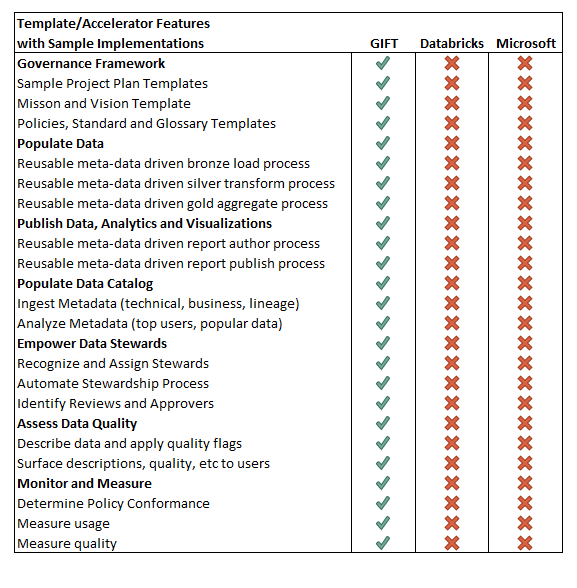 Template/Accelerator Features
with Sample Implementations GIFT Databricks Microsoft
Governance Framework
Sample Project Plan Templates
Misson and Vision Template
Policies, Standard and Glossary Templates
Populate Data
Reusable meta-data driven bronze load process
Reusable meta-data driven silver transform process
Reusable meta-data driven gold aggregate process
Publish Data, Analytics and Visualizations
Reusable meta-data driven report author process
Reusable meta-data driven report publish process
Populate Data Catalog
Ingest Metadata (technical, business, lineage)
Analyze Metadata (top users, popular data)
Empower Data Stewards
Recognize and Assign Stewards
Automate Stewardship Process
Identify Reviews and Approvers
Assess Data Quality
Describe data and apply quality flags
Surface descriptions, quality, etc to users
Monitor and Measure
Determine Policy Conformance
Measure usage
Measure quality